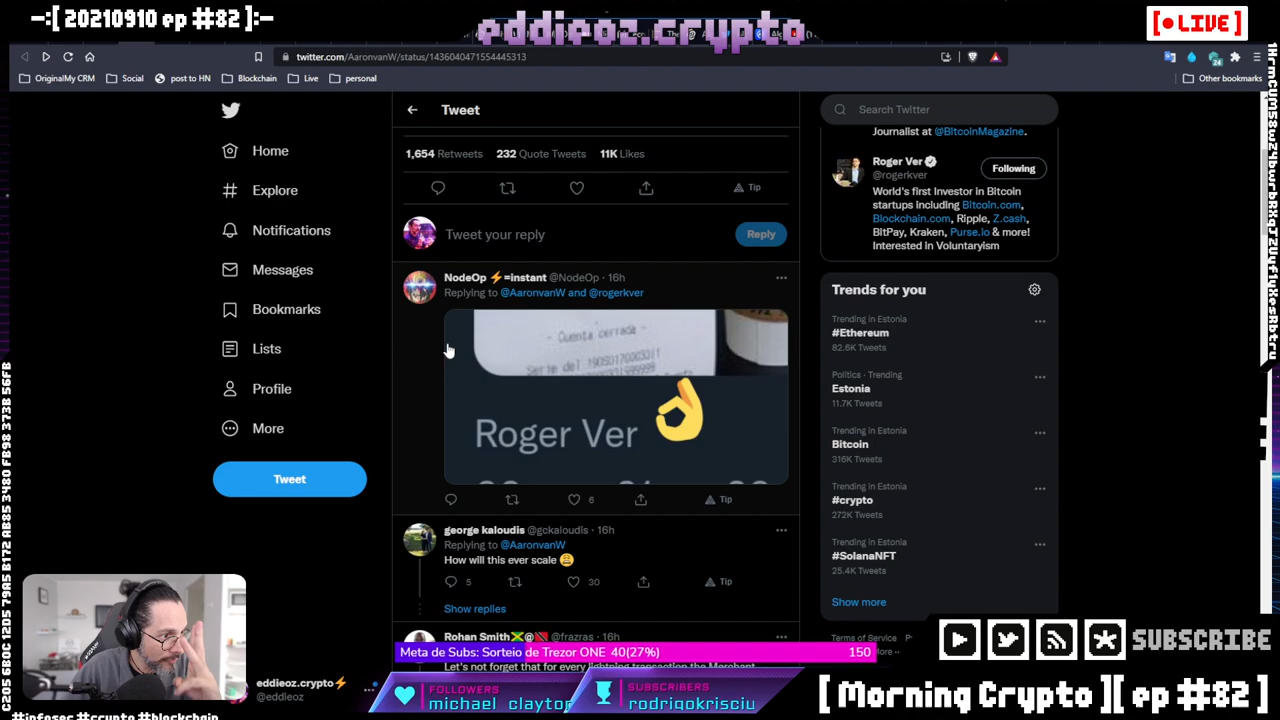 -:[ 20210910 ep #82 ]:-
eddieoz.crypto
[● LIVE]
twitter.com/AaronvanW/status/1436040471554445313
24
OriginalMy CRM
Social
post to HN
Blockchain
Live
personal
Other bookmarks
Home
Explore
Notifications
Messages
Bookmarks
Lists
Profile
More
Tweet
eddieoz.crypto⚡
@eddieoz
Tweet
1,654 Retweets 232 Quote Tweets 11K Likes
Tip
Tweet your reply
Reply
NodeOp ⚡=instant @NodeOp · 16h
Replying to @AaronvanW and @rogerkver
- Cuenta cerrada -
Roger Ver 👌
6
Tip
george kaloudis @gckaloudis · 16h
Replying to @AaronvanW
How will this ever scale 😩
5
30
Tip
Show replies
Rohan Smith🇯🇲@🇹🇹 @frazras · 16h
Let's not forget that for every lightning transaction the Merchant
Search Twitter
Journalist at @BitcoinMagazine.
Roger Ver
@rogerkver
Following
World's first Investor in Bitcoin
startups including Bitcoin.com,
Blockchain.com, Ripple, Z.cash,
BitPay, Kraken, Purse.io & more!
Interested in Voluntaryism
Trends for you
Trending in Estonia
#Ethereum
82.6K Tweets
Politics · Trending
Estonia
11.7K Tweets
Trending in Estonia
Bitcoin
316K Tweets
Trending in Estonia
#crypto
272K Tweets
Trending in Estonia
#SolanaNFT
25.4K Tweets
Show more
Terms of Service
Meta de Subs: Sorteio de Trezor ONE 40(27%)
150
FOLLOWERS
michael_clayton
SUBSCRIBERS
rodrigokrisciu
SUBSCRIBE
[ Morning Crypto ][ ep #82 ]
#infosec #crypto #blockchain